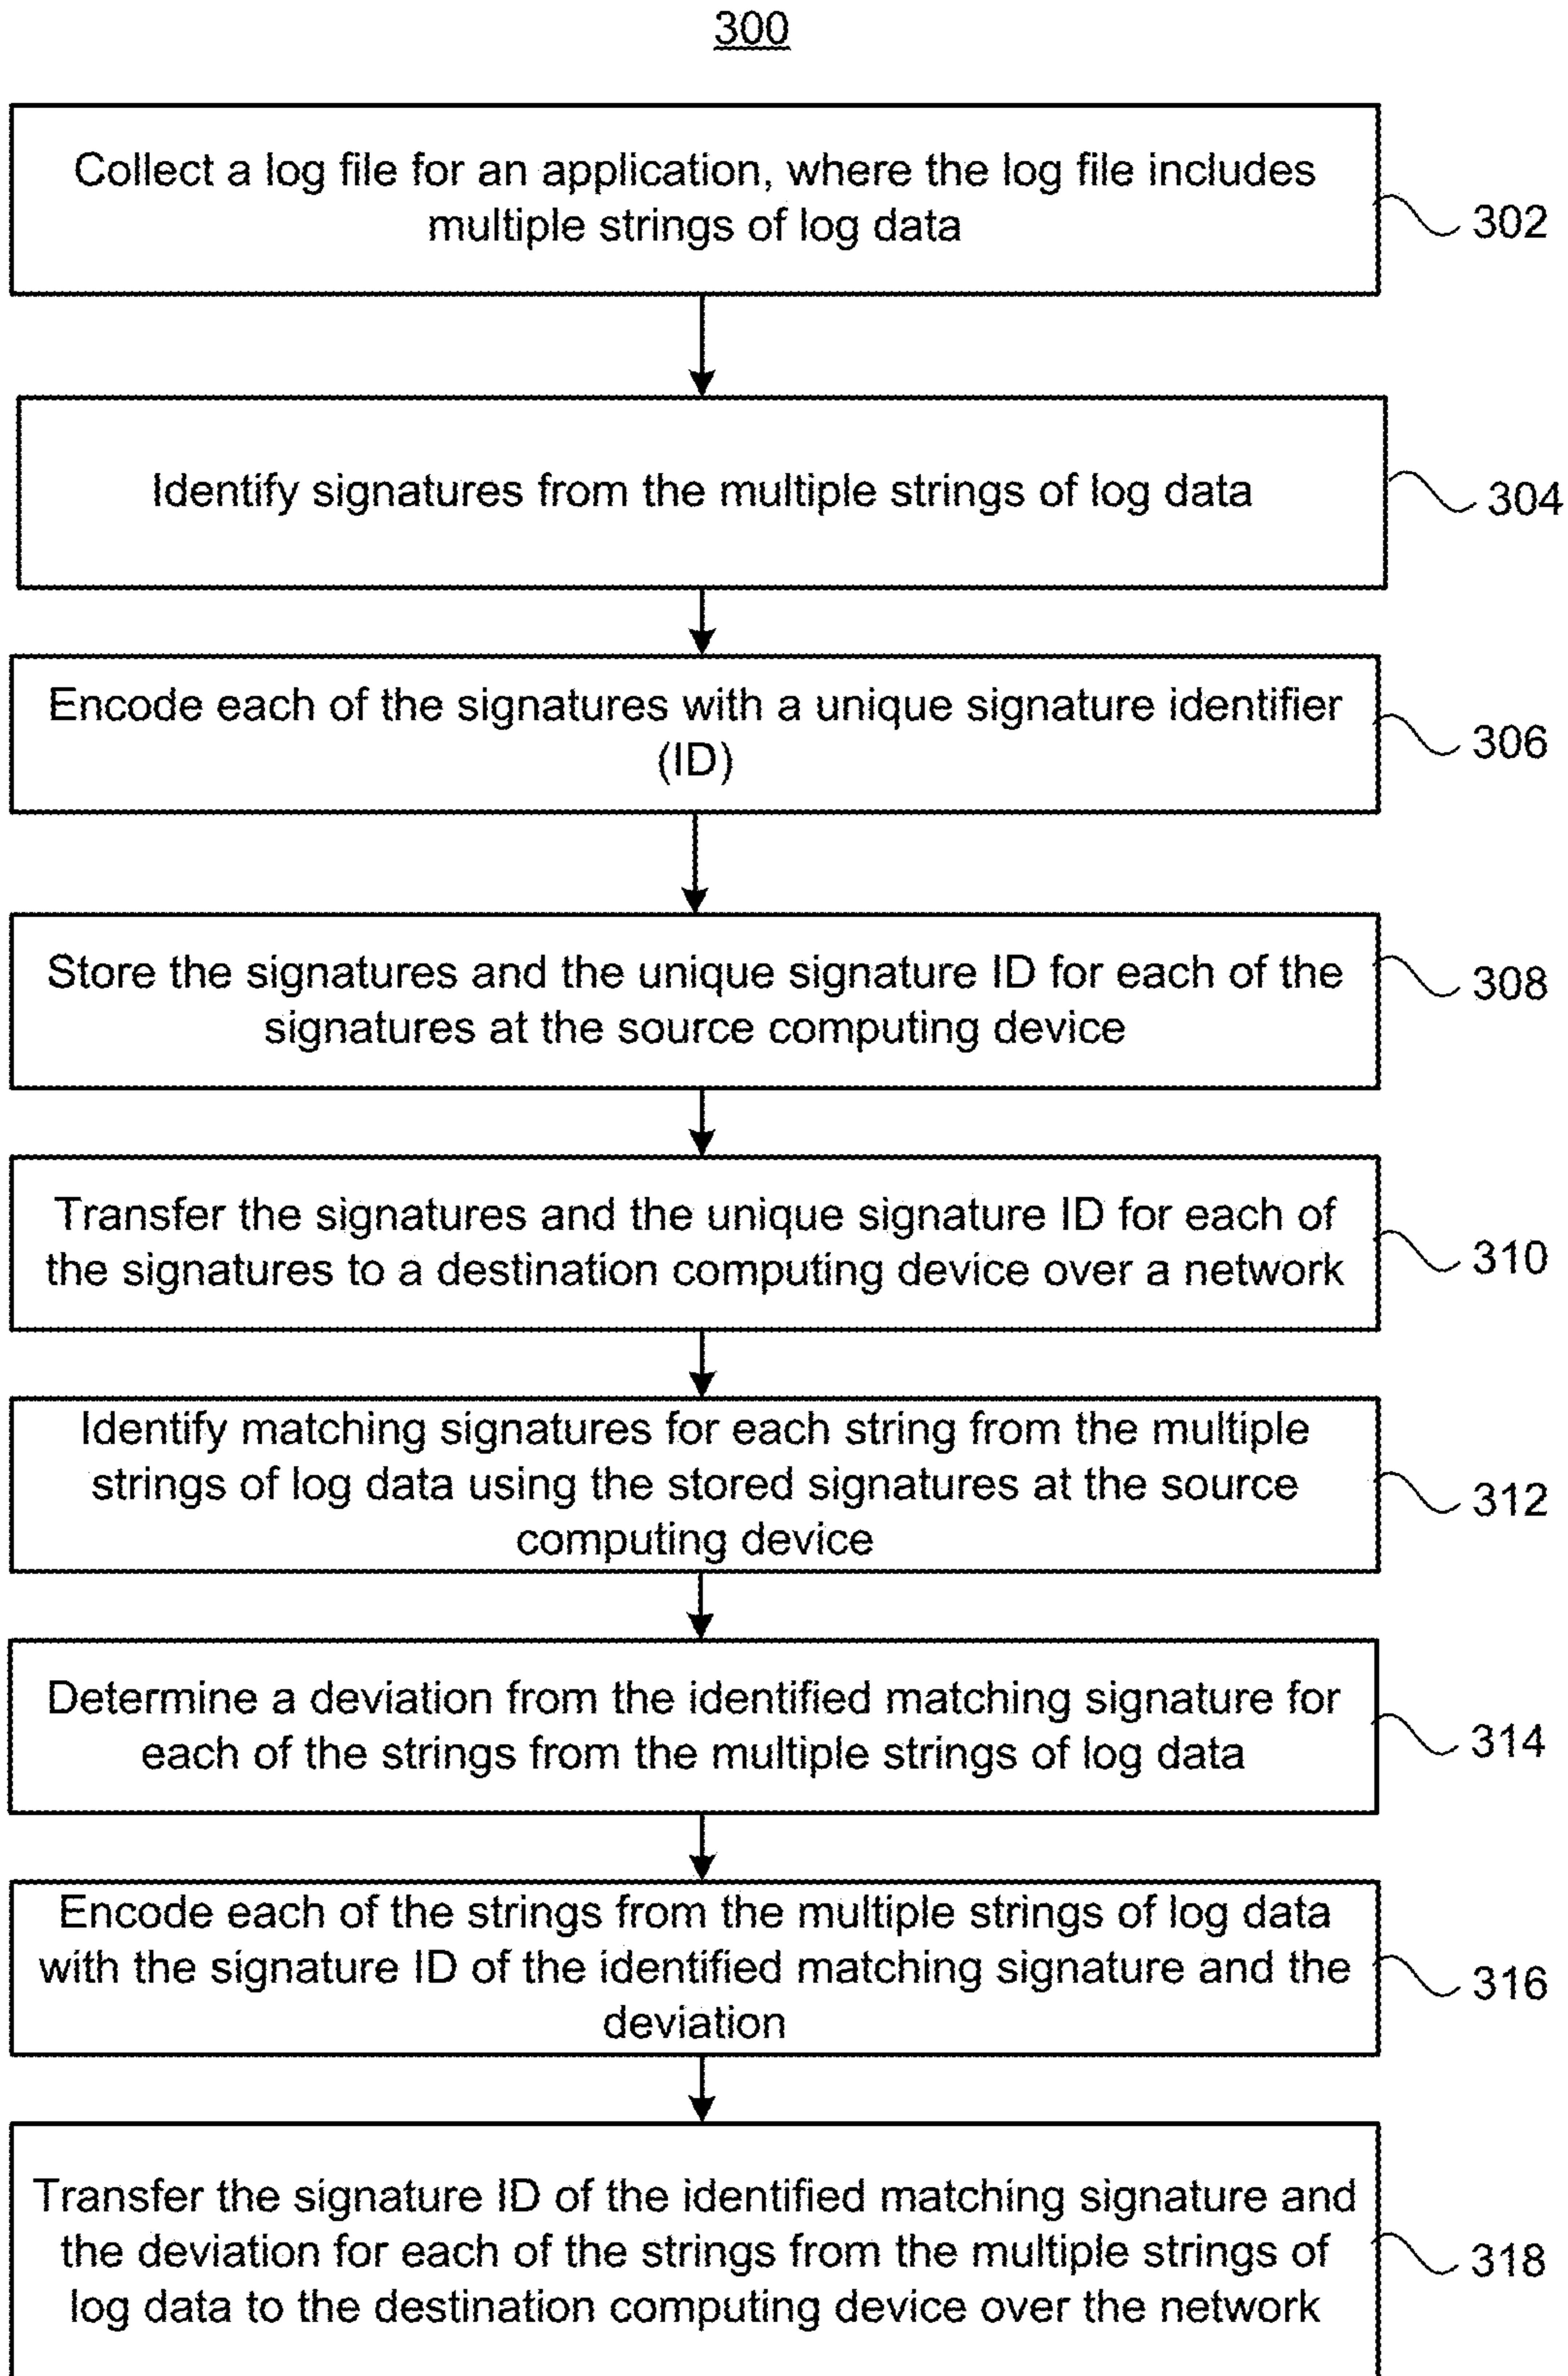 300
Collect a log file for an application, where the log file includes
multiple strings of log data
302
Identify signatures from the multiple strings of log data
304
Encode each of the signatures with a unique signature identifier
(ID)
306
Store the signatures and the unique signature ID for each of the
signatures at the source computing device
308
Transfer the signatures and the unique signature ID for each of
the signatures to a destination computing device over a network
310
Identify matching signatures for each string from the multiple
strings of log data using the stored signatures at the source
computing device
312
Determine a deviation from the identified matching signature for
each of the strings from the multiple strings of log data
314
Encode each of the strings from the multiple strings of log data
with the signature ID of the identified matching signature and the
deviation
316
Transfer the signature ID of the identified matching signature and
the deviation for each of the strings from the multiple strings of
log data to the destination computing device over the network
318